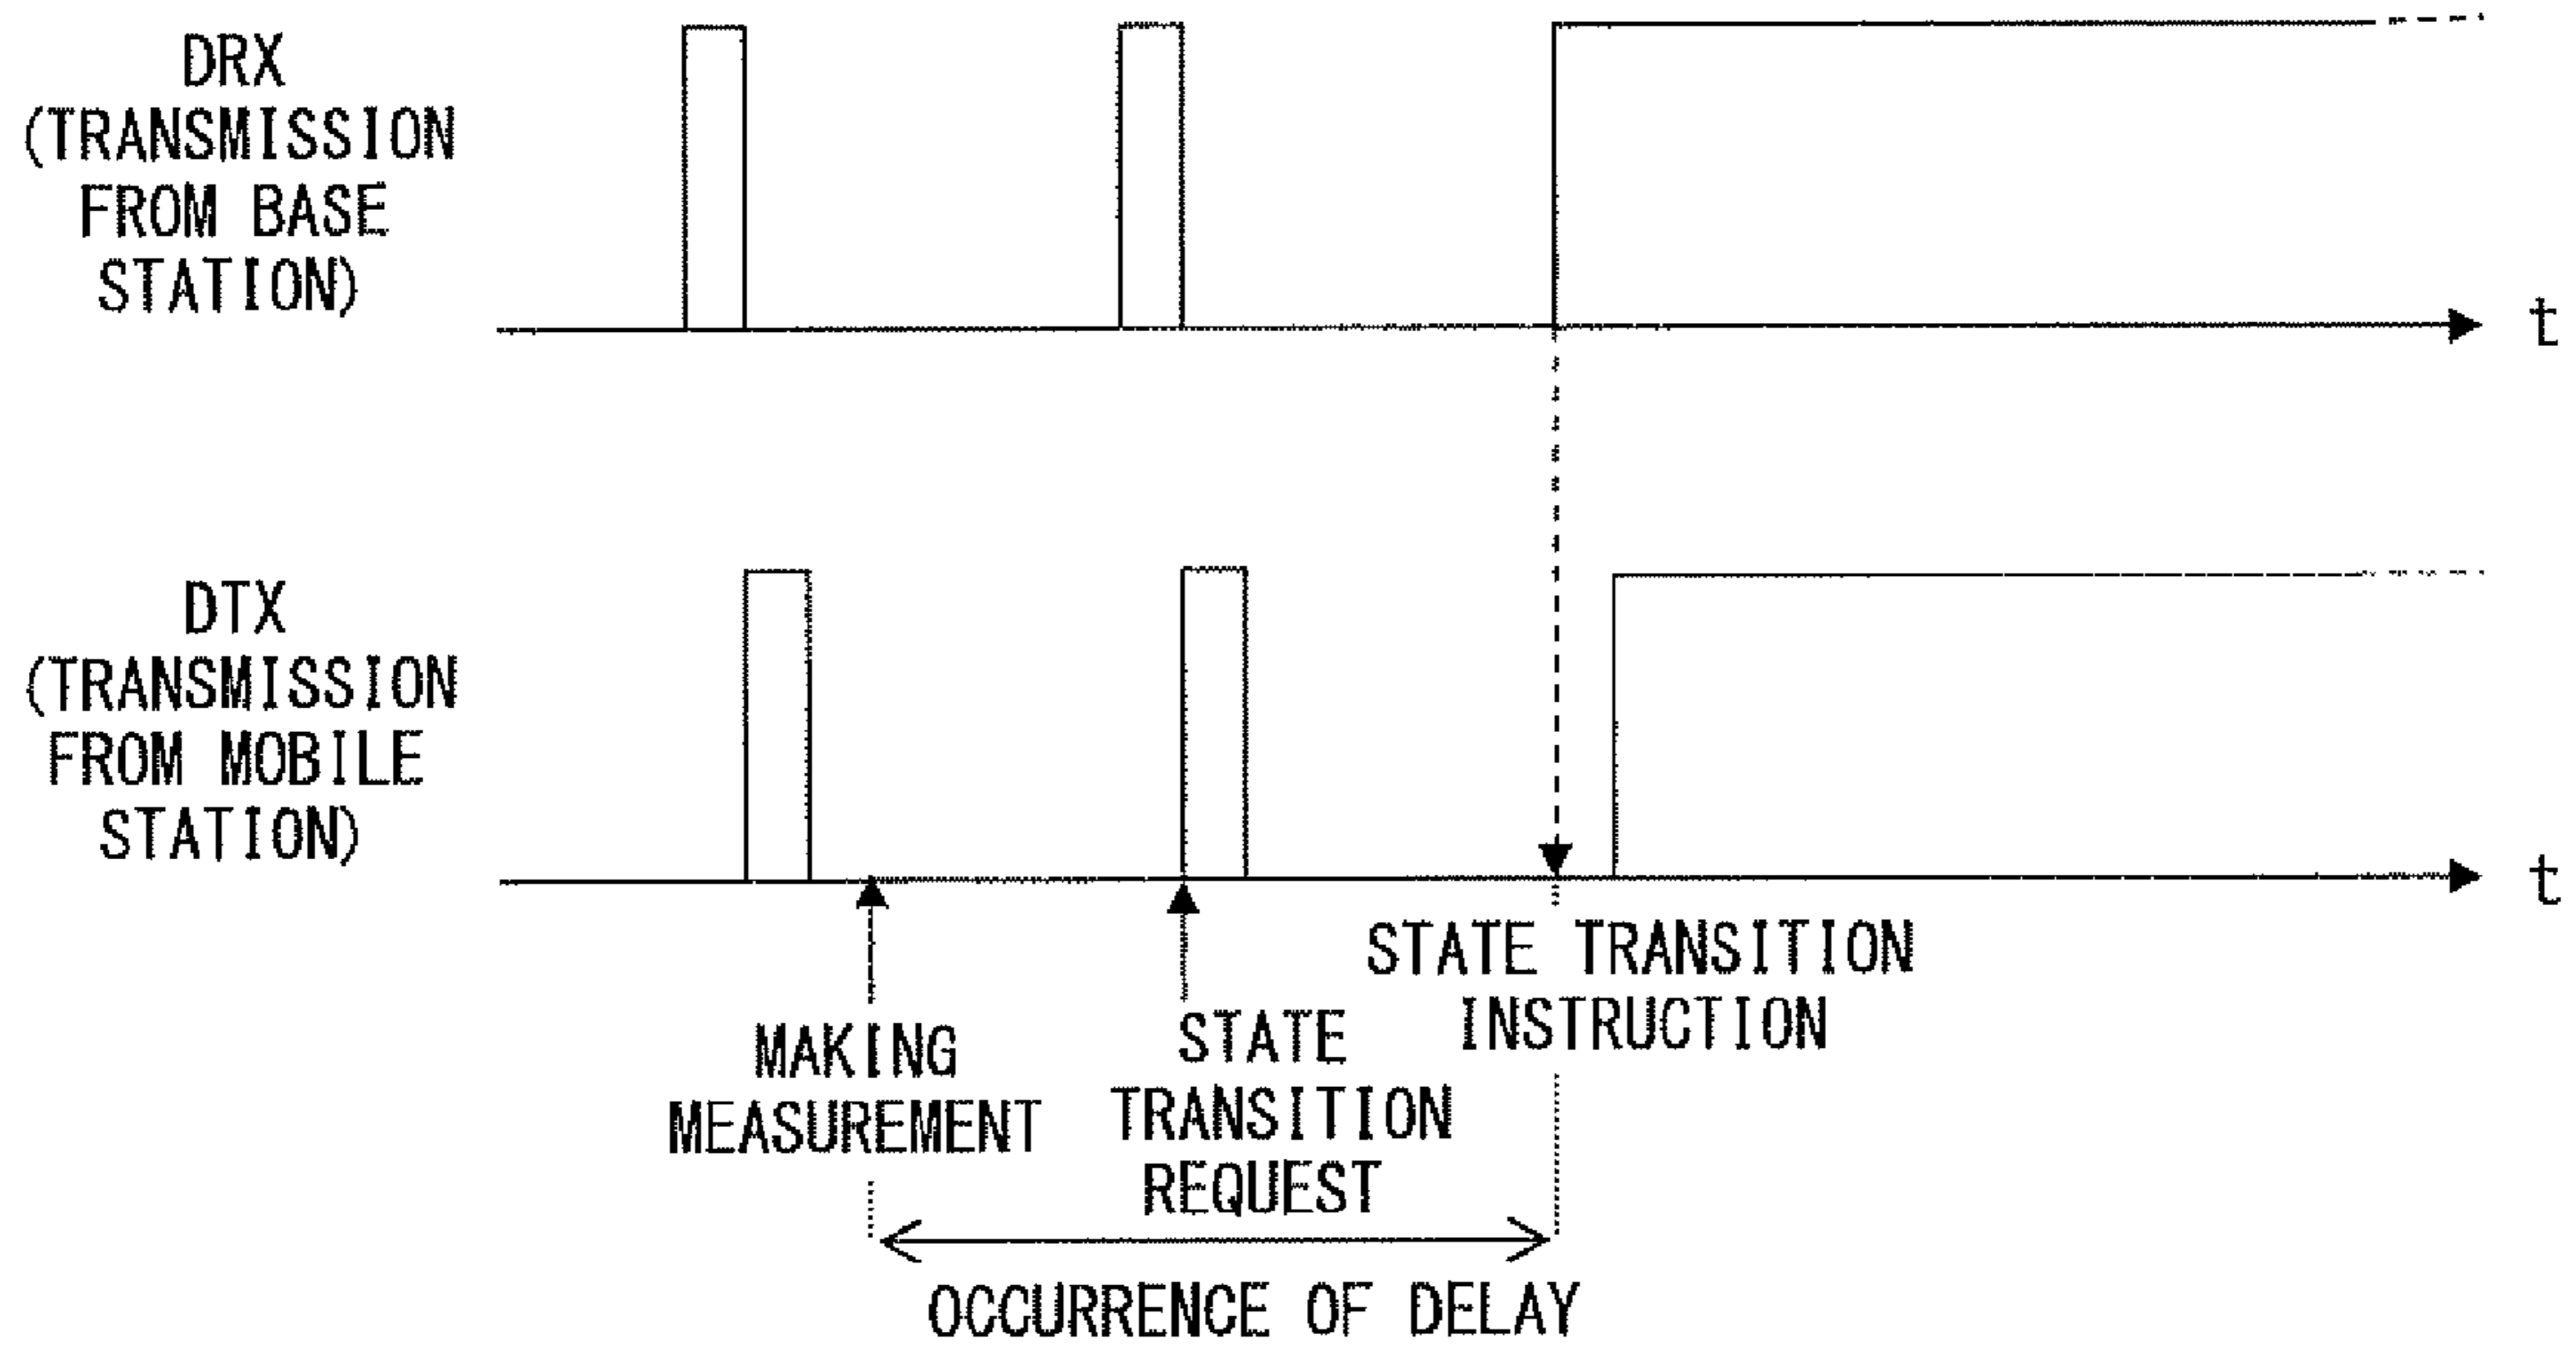 DRX
(TRANSMISSION
FROM BASE
STATION)
t
DTX
(TRANSMISSION
FROM MOBILE
STATION)
t
MAKING
MEASUREMENT
STATE
TRANSITION
REQUEST
STATE TRANSITION
INSTRUCTION
OCCURRENCE OF DELAY